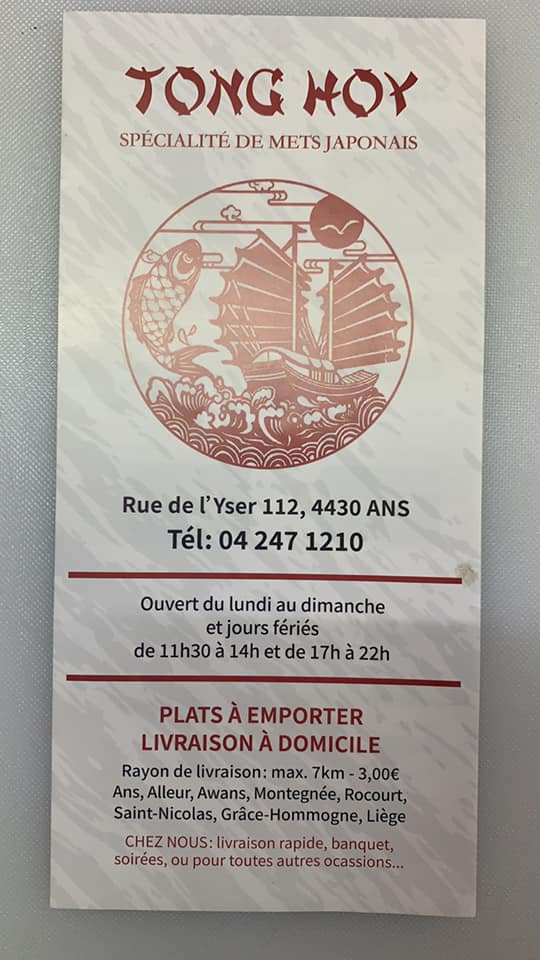 TONG HOY
SPÉCIALITÉ DE METS JAPONAIS
Rue de l'Yser 112, 4430 ANS
Tél: 04 247 1210
Ouvert du lundi au dimanche
et jours fériés
de 11h30 à 14h et de 17h à 22h
PLATS À EMPORTER
LIVRAISON À DOMICILE
Rayon de livraison: max. 7km - 3,00€
Ans, Alleur, Awans, Montegnée, Rocourt,
Saint-Nicolas, Grâce-Hommogne, Liège
CHEZ NOUS: livraison rapide, banquet,
soirées, ou pour toutes autres ocassions...